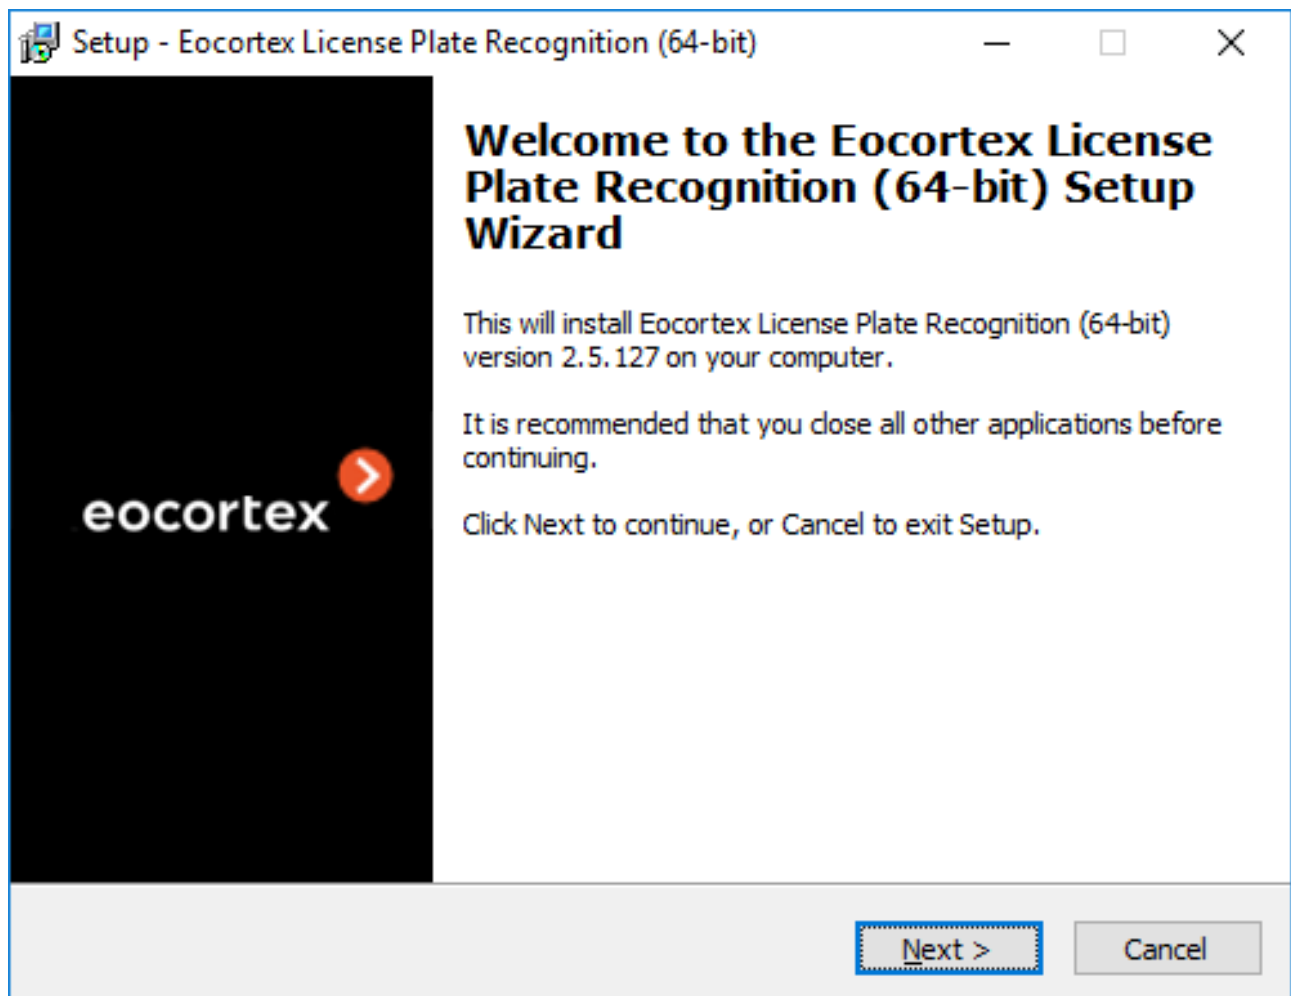 Setup - Eocortex License Plate Recognition (64-bit)
Welcome to the Eocortex License
Plate Recognition (64-bit) Setup
Wizard
This will install Eocortex License Plate Recognition (64-bit)
version 2.5.127 on your computer.
It is recommended that you close all other applications before
continuing.
Click Next to continue, or Cancel to exit Setup.
eocortex
Next >
Cancel